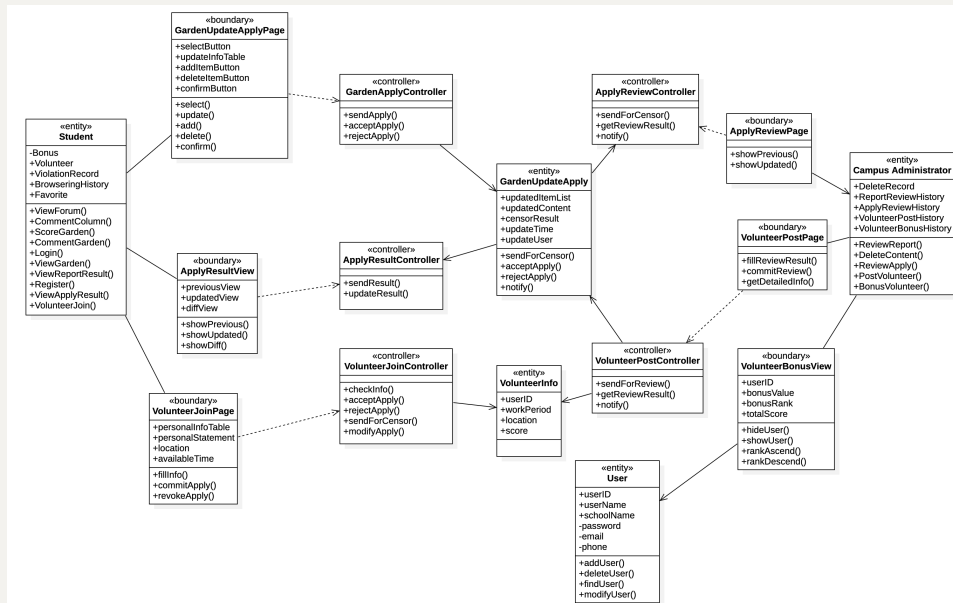 «boundary»
GardenUpdateApplyPage
+selectButton
+updateInfoTable
+addItemButton
+deleteItemButton
+confirmButton
+select()
+update()
+add()
+delete()
+confirm()
«controller»
GardenApplyController
+sendApply()
+acceptApply()
+rejectApply()
«controller»
ApplyReviewController
+sendForCensor()
+getReviewResult()
+notify()
«boundary»
ApplyReviewPage
+showPrevious()
+showUpdated()
«entity»
Student
-Bonus
+Volunteer
+ViolationRecord
+BrowseringHistory
+Favorite
+ViewForum()
+CommentColumn()
+ScoreGarden()
+CommentGarden()
+Login()
+ViewGarden()
+ViewReportResult()
+Register()
+ViewApplyResult()
+VolunteerJoin()
«entity»
GardenUpdateApply
+updatedItemList
+updatedContent
+censorResult
+updateTime
+updateUser
+sendForCensor()
+acceptApply()
+rejectApply()
+notify()
«entity»
Campus Administrator
+DeleteRecord
+ReportReviewHistory
+ApplyReviewHistory
+VolunteerPostHistory
+VolunteerBonusHistory
+ReviewReport()
+DeleteContent()
+ReviewApply()
+PostVolunteer()
+BonusVolunteer()
«boundary»
VolunteerPostPage
+fillReviewResult()
+commitReview()
+getDetailedInfo()
«boundary»
ApplyResultView
+previousView
+updatedView
+diffView
+showPrevious()
+showUpdated()
+showDiff()
«controller»
ApplyResultController
+sendResult()
+updateResult()
«controller»
VolunteerJoinController
+checkInfo()
+acceptApply()
+rejectApply()
+sendForCensor()
+modifyApply()
«entity»
VolunteerInfo
+userID
+workPeriod
+location
+score
«controller»
VolunteerPostController
+sendForReview()
+getReviewResult()
+notify()
«boundary»
VolunteerBonusView
+userID
+bonusValue
+bonusRank
+totalScore
+hideUser()
+showUser()
+rankAscend()
+rankDescend()
«boundary»
VolunteerJoinPage
+personalInfoTable
+personalStatement
+location
+availableTime
+fillInfo()
+commitApply()
+revokeApply()
«entity»
User
+userID
+userName
+schoolName
-password
-email
-phone
+addUser()
+deleteUser()
+findUser()
+modifyUser()